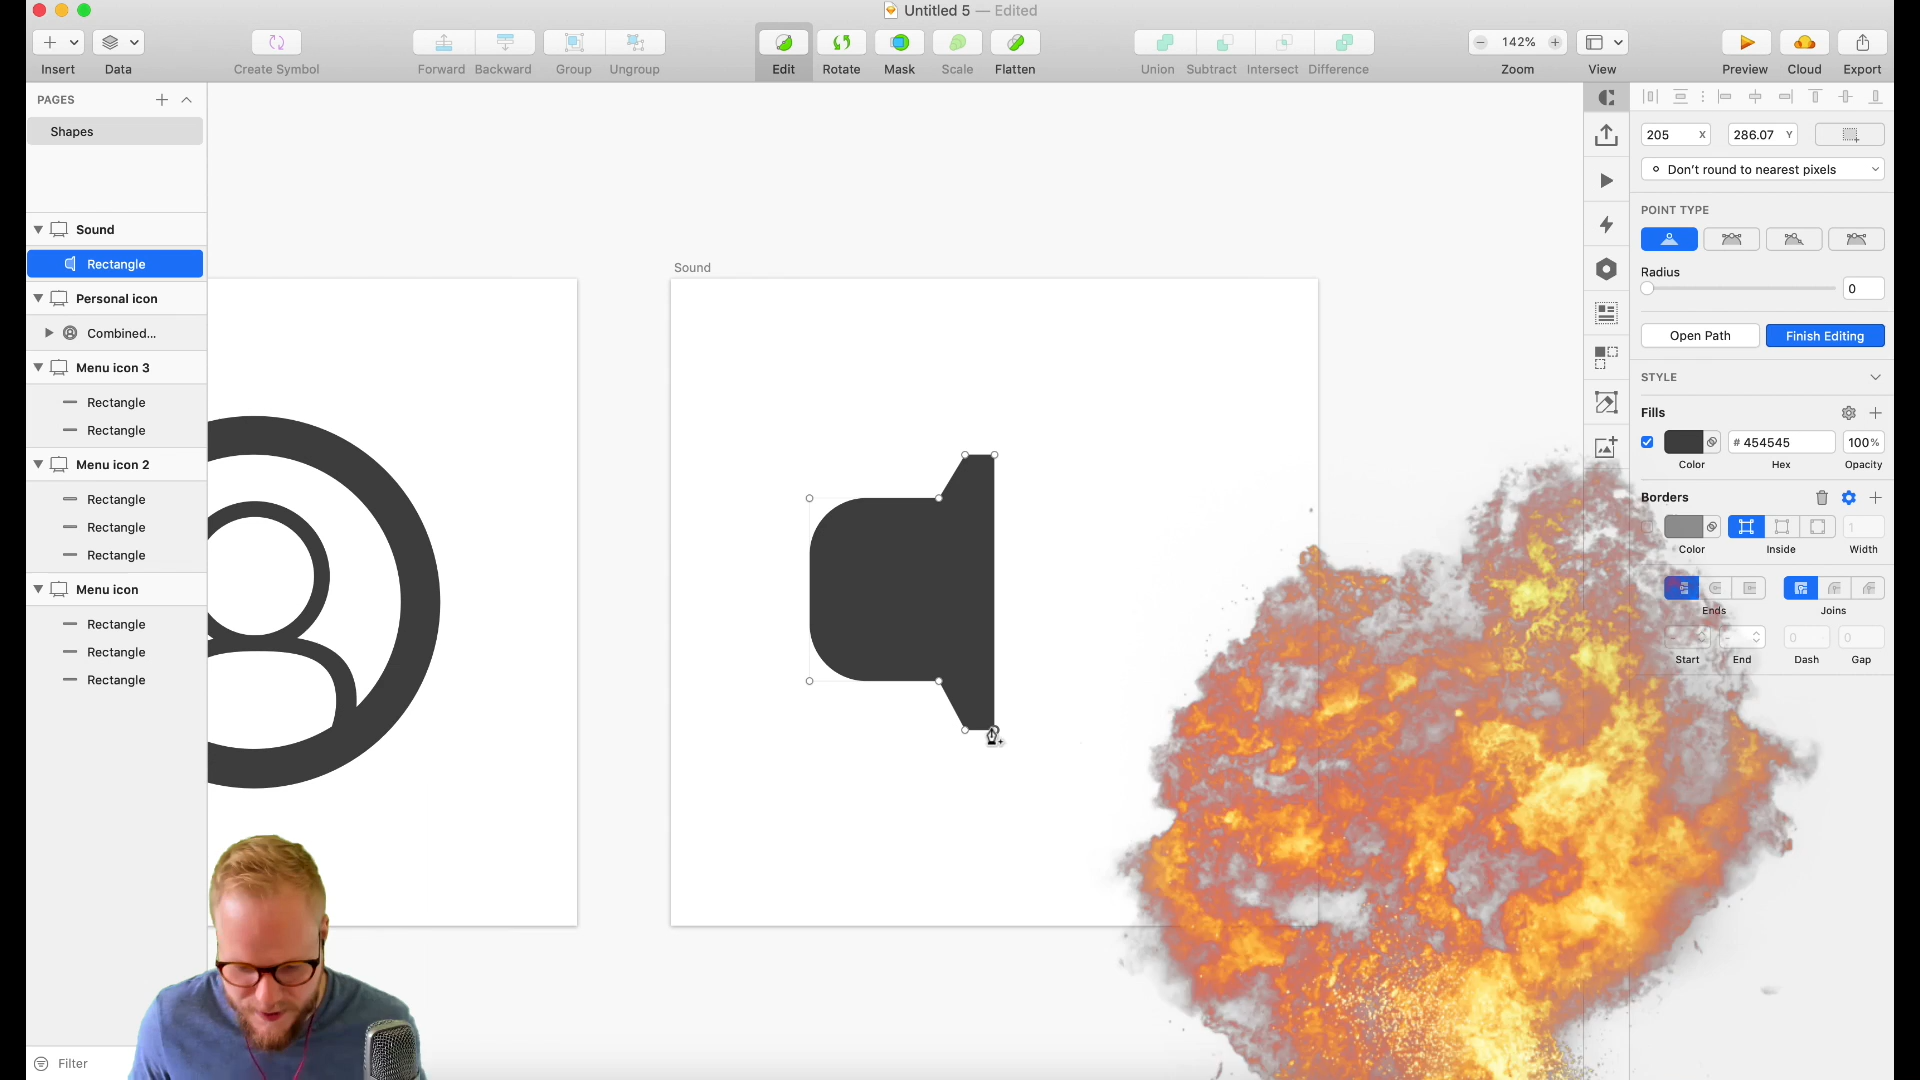 Untitled 5 — Edited
Insert
Data
Create Symbol
Forward
Backward
Group
Ungroup
Edit
Rotate
Mask
Scale
Flatten
Union
Subtract
Intersect
Difference
142%
Zoom
View
Preview
Cloud
Export
PAGES
Shapes
Sound
Rectangle
Personal icon
Combined...
Menu icon 3
Rectangle
Rectangle
Menu icon 2
Rectangle
Rectangle
Rectangle
Menu icon
Rectangle
Rectangle
Rectangle
Filter
Sound
205 X
286.07 Y
Don't round to nearest pixels
POINT TYPE
Radius
0
Open Path
Finish Editing
STYLE
Fills
# 454545
100%
Color
Hex
Opacity
Borders
1
Color
Inside
Width
Ends
Joins
-
-
0
0
Start
End
Dash
Gap